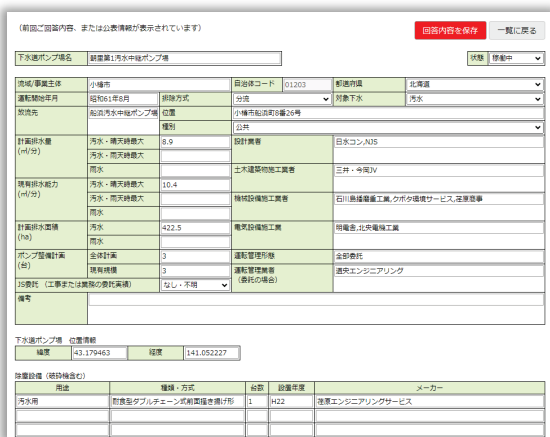 (前回ご回答内容、または公表情報が表示されています)
回答内容を保存 一覧に戻る
下水道ポンプ場名 朝里第1汚水中継ポンプ場 状態 稼働中
流域/事業主体 小樽市 自治体コード 01203 都道府県 北海道
運転開始年月 昭和61年8月 排除方式 分流 対象下水 汚水
放流先 船浜汚水中継ポンプ場 位置 小樽市船浜町8番26号
種別 公共
計画排水量 (㎥/分) 汚水・晴天時最大 8.9 設計業者 日水コン,NJS
汚水・雨天時最大
雨水 土木建築物施工業者 三井・今岡JV
現有排水能力 (㎥/分) 汚水・晴天時最大 10.4
汚水・雨天時最大 機械設備施工業者 石川島播磨重工業,クボタ環境サービス,荏原商事
雨水
計画排水面積 (ha) 汚水 422.5 電気設備施工業 明電舎,北央電機工業
雨水
ポンプ整備計画 (台) 全体計画 3 運転管理形態 全部委託
現有規模 3 運転管理業者 (委託の場合) 道央エンジニアリング
JS委託 (工事または業務の委託実績) なし・不明
備考
下水道ポンプ場 位置情報
緯度 43.179463 経度 141.052227
除塵設備(破砕機含む)
用途 種類・方式 台数 設置年度 メーカー
汚水用 耐食型ダブルチェーン式前面掻き揚げ形 1 H22 荏原エンジニアリングサービス